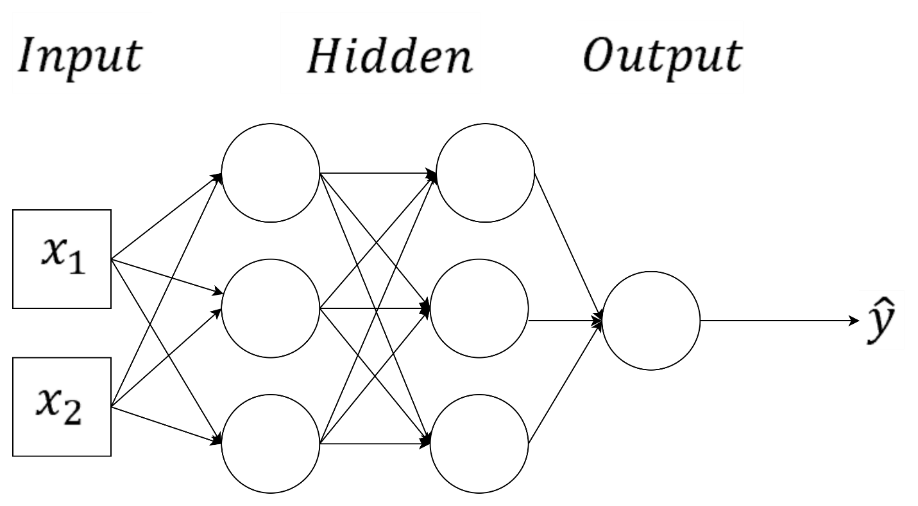 Input Hidden Output
x₁
x₂
ŷ